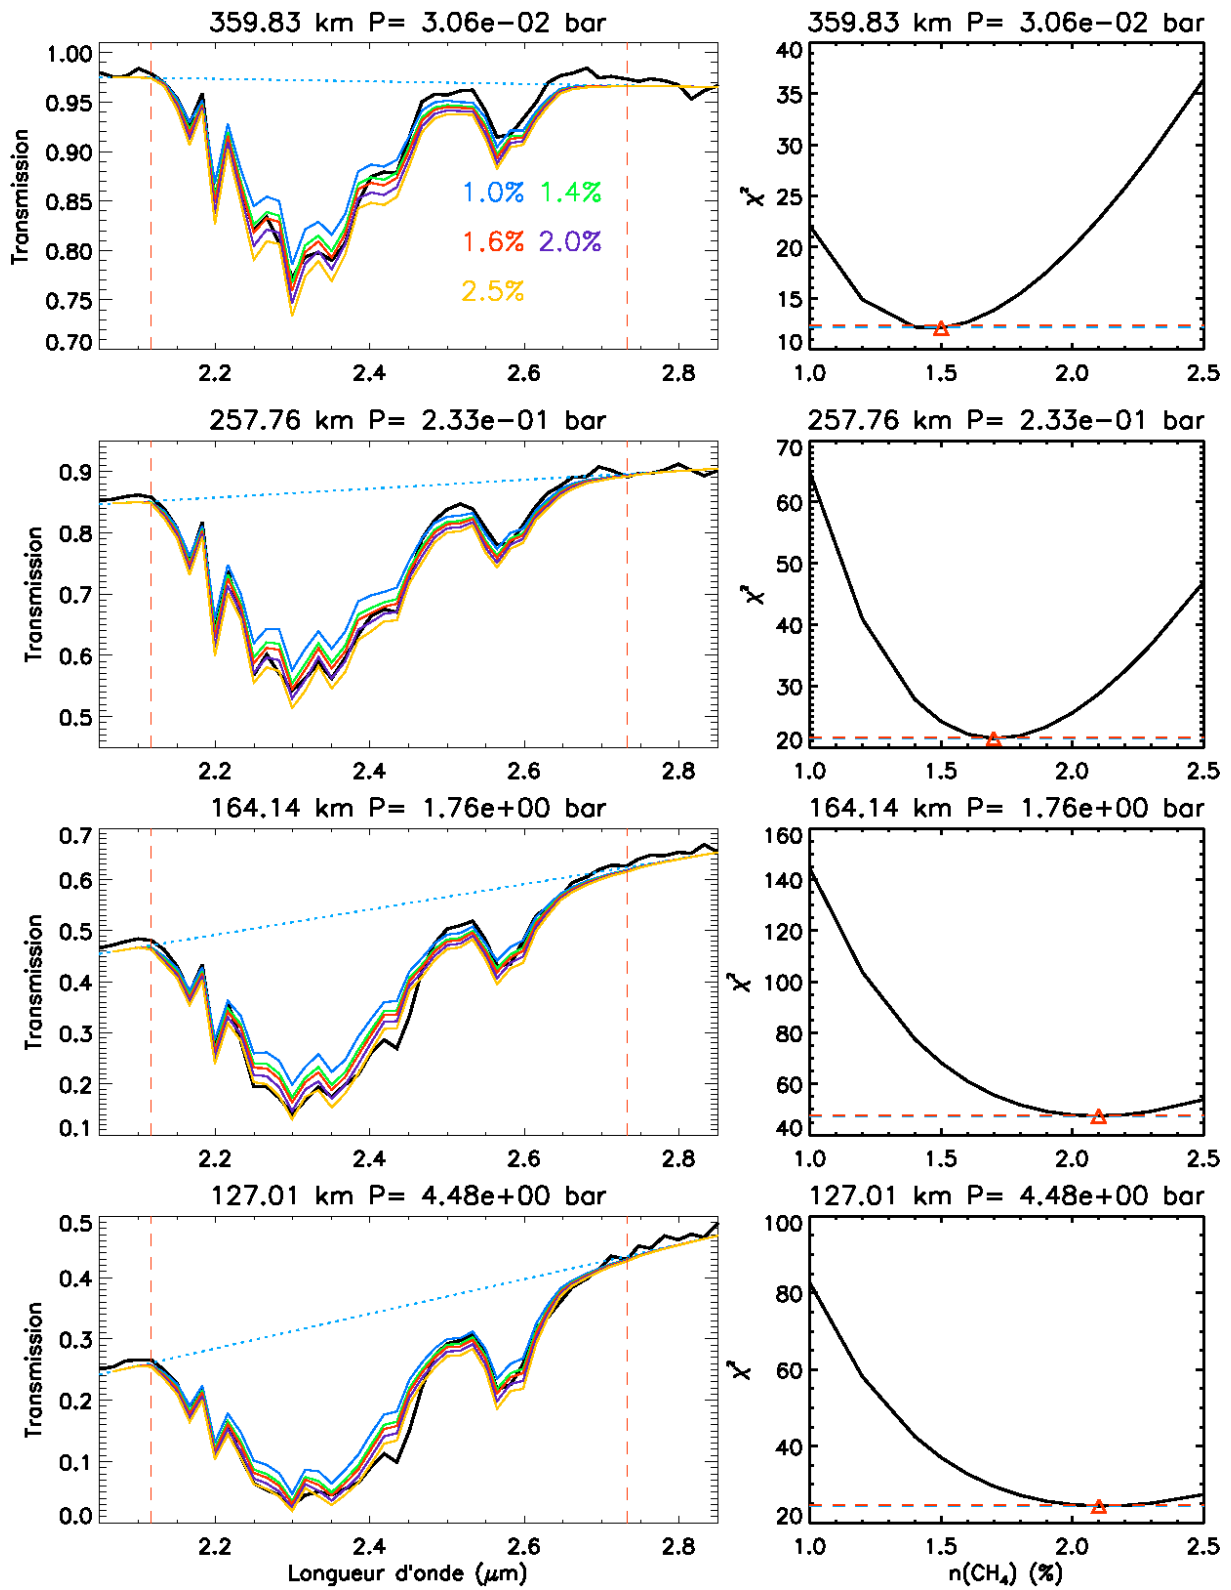 359.83 km P= 3.06e-02 bar
1.00
0.95
0.90
0.85
0.80
0.75
0.70
Transmission
1.0% 1.4%
1.6% 2.0%
2.5%
2.2 2.4 2.6 2.8
40
35
30
25
20
15
10
χ²
1.0 1.5 2.0 2.5
257.76 km P= 2.33e-01 bar
0.9
0.8
0.7
0.6
0.5
Transmission
2.2 2.4 2.6 2.8
70
60
50
40
30
20
χ²
1.0 1.5 2.0 2.5
164.14 km P= 1.76e+00 bar
0.7
0.6
0.5
0.4
0.3
0.2
0.1
Transmission
2.2 2.4 2.6 2.8
160
140
120
100
80
60
40
χ²
1.0 1.5 2.0 2.5
127.01 km P= 4.48e+00 bar
0.5
0.4
0.3
0.2
0.1
0.0
Transmission
2.2 2.4 2.6 2.8
Longueur d'onde (μm)
100
80
60
40
20
χ²
1.0 1.5 2.0 2.5
n(CH₄) (%)
359.83 km P= 3.06e-02 bar
257.76 km P= 2.33e-01 bar
164.14 km P= 1.76e+00 bar
127.01 km P= 4.48e+00 bar